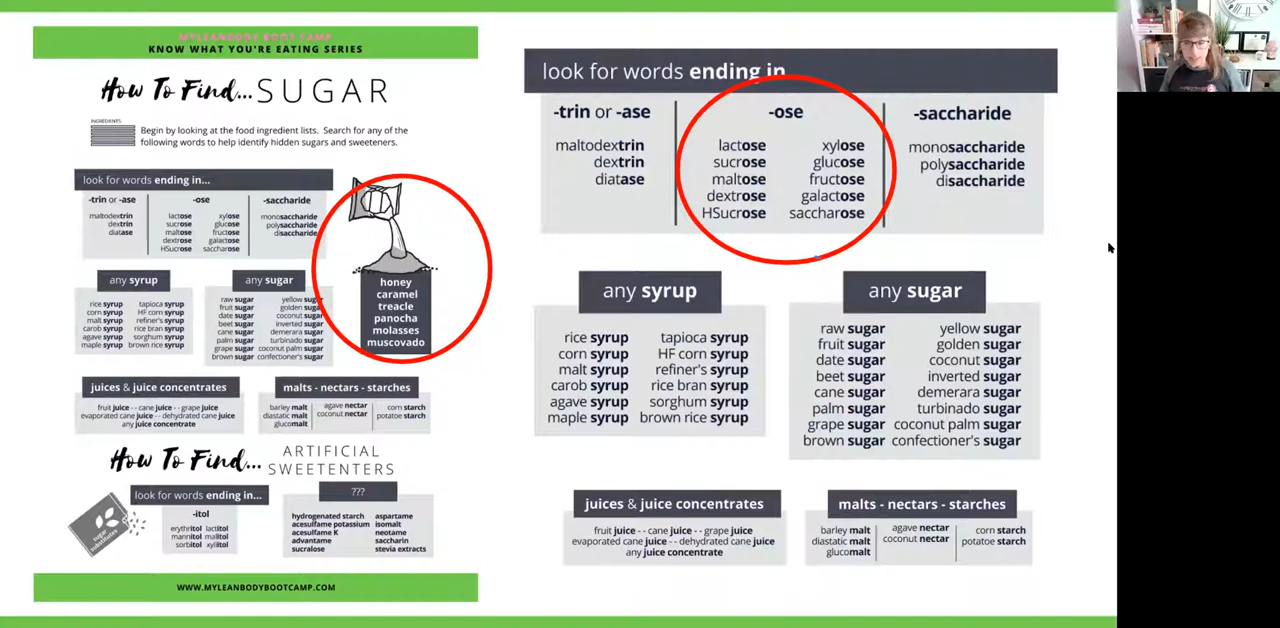 MYLEANBODY BOOT CAMP
KNOW WHAT YOU'RE EATING SERIES
How To Find... SUGAR
INGREDIENTS:
Begin by looking at the food ingredient lists. Search for any of the
following words to help identify hidden sugars and sweeteners.
look for words ending in...
-trin or -ase -ose -saccharide
maltodextrin lactose xylose monosaccharide
dextrin sucrose glucose polysaccharide
diatase maltose fructose disaccharide
dextrose galactose
HSucrose saccharose
any syrup any sugar
rice syrup tapioca syrup
corn syrup HF corn syrup
malt syrup refiner's syrup
carob syrup rice bran syrup
agave syrup sorghum syrup
maple syrup brown rice syrup
raw sugar yellow sugar
fruit sugar golden sugar
date sugar coconut sugar
beet sugar inverted sugar
cane sugar demerara sugar
palm sugar turbinado sugar
grape sugar coconut palm sugar
brown sugar confectioner's sugar
honey
caramel
treacle
panocha
molasses
muscovado
juices & juice concentrates
fruit juice - - cane juice - - grape juice
evaporated cane juice - - dehydrated cane juice
any juice concentrate
malts - nectars - starches
barley malt agave nectar corn starch
diastatic malt coconut nectar potatoe starch
glucomalt
How To Find... ARTIFICIAL
SWEETENTERS
look for words ending in...
-itol
erythritol lactitol
mannitol malitol
sorbitol xylitol
sugar
substitutes
???
hydrogenated starch aspartame
acesulfame potassium isomalt
acesulfame K neotame
advantame saccharin
sucralose stevia extracts
WWW.MYLEANBODYBOOTCAMP.COM
look for words ending in
-trin or -ase -ose -saccharide
maltodextrin lactose xylose monosaccharide
dextrin sucrose glucose polysaccharide
diatase maltose fructose disaccharide
dextrose galactose
HSucrose saccharose
any syrup
rice syrup tapioca syrup
corn syrup HF corn syrup
malt syrup refiner's syrup
carob syrup rice bran syrup
agave syrup sorghum syrup
maple syrup brown rice syrup
any sugar
raw sugar yellow sugar
fruit sugar golden sugar
date sugar coconut sugar
beet sugar inverted sugar
cane sugar demerara sugar
palm sugar turbinado sugar
grape sugar coconut palm sugar
brown sugar confectioner's sugar
juices & juice concentrates
fruit juice - - cane juice - - grape juice
evaporated cane juice - - dehydrated cane juice
any juice concentrate
malts - nectars - starches
barley malt agave nectar corn starch
diastatic malt coconut nectar potatoe starch
glucomalt